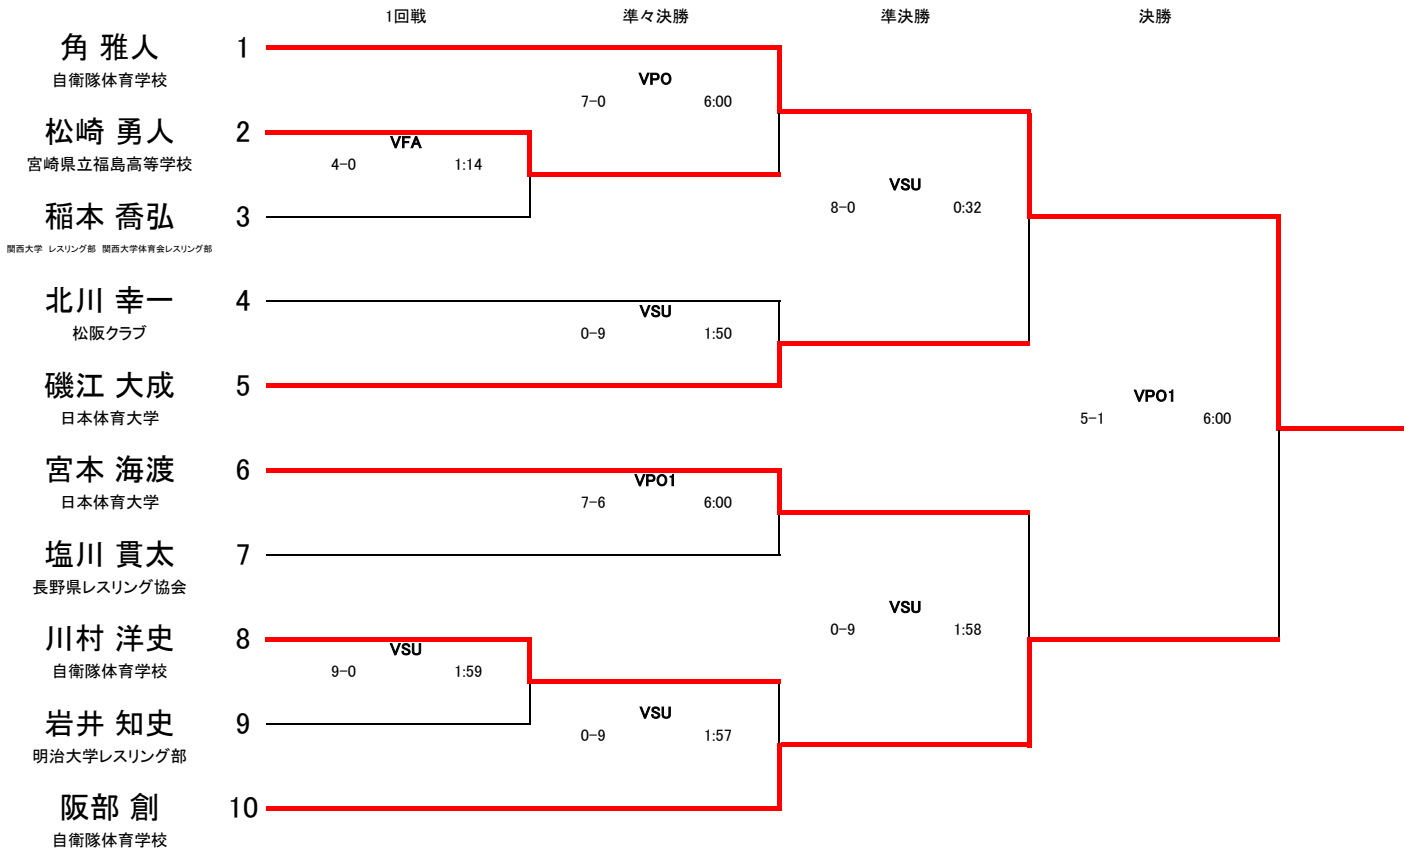 1回戦 準々決勝 準決勝 決勝
角 雅人 1
自衛隊体育学校
VPO
7-0 6:00
松崎 勇人 2
VFA
宮崎県立福島高等学校
4-0 1:14
VSU
8-0 0:32
稲本 喬弘 3
関西大学 レスリング部 関西大学体育会レスリング部
北川 幸一 4
VSU
松阪クラブ
0-9 1:50
磯江 大成 5
日本体育大学
VPO1
5-1 6:00
宮本 海渡 6
VPO1
日本体育大学
7-6 6:00
塩川 貫太 7
長野県レスリング協会
VSU
0-9 1:58
川村 洋史 8
VSU
自衛隊体育学校
9-0 1:59
岩井 知史 9
VSU
0-9 1:57
明治大学レスリング部
阪部 創 10
自衛隊体育学校